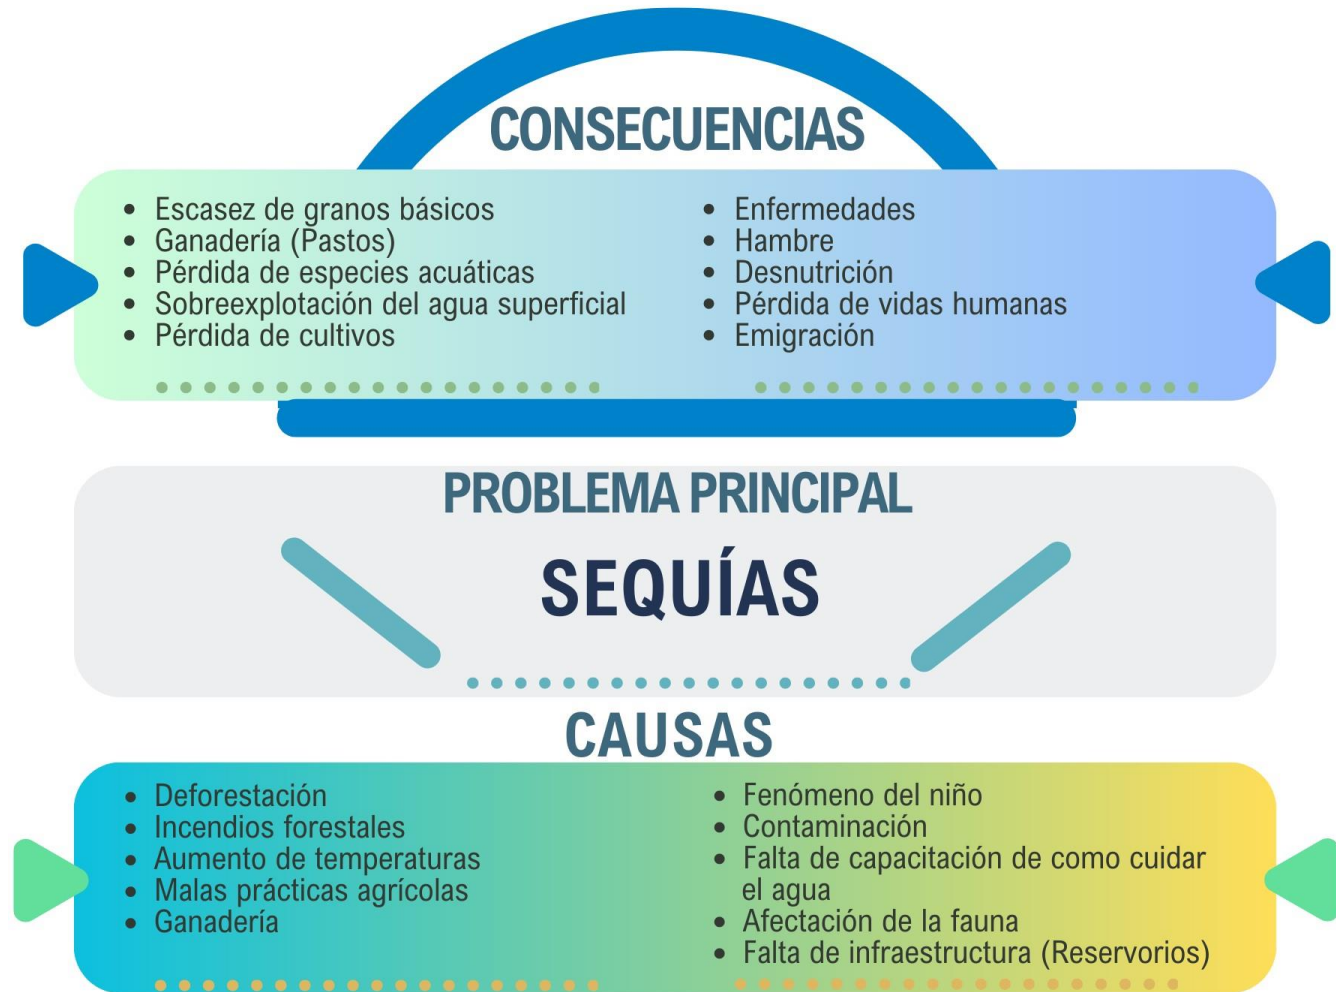 CONSECUENCIAS
• Escasez de granos básicos
• Ganadería (Pastos)
• Pérdida de especies acuáticas
• Sobreexplotación del agua superficial
• Pérdida de cultivos
• Enfermedades
• Hambre
• Desnutrición
• Pérdida de vidas humanas
• Emigración
PROBLEMA PRINCIPAL
SEQUÍAS
CAUSAS
• Deforestación
• Incendios forestales
• Aumento de temperaturas
• Malas prácticas agrícolas
• Ganadería
• Fenómeno del niño
• Contaminación
• Falta de capacitación de como cuidar
el agua
• Afectación de la fauna
• Falta de infraestructura (Reservorios)